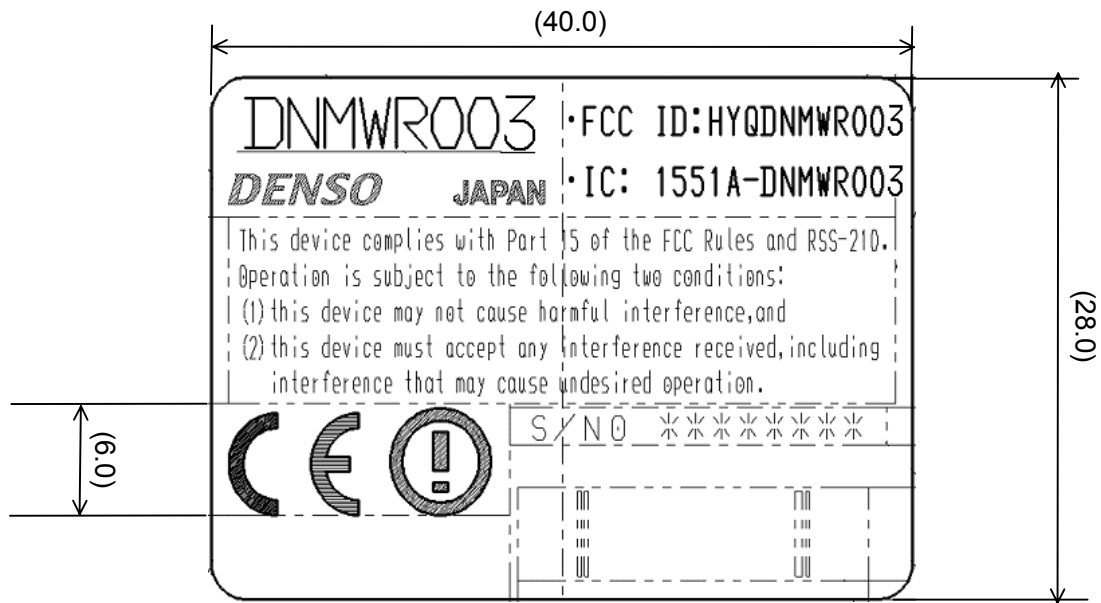 (40.0)
DNMWR003
·FCC ID:HYQDNMWR003
DENSO JAPAN
·IC: 1551A-DNMWR003
This device complies with Part 15 of the FCC Rules and RSS-210.
Operation is subject to the following two conditions:
(1) this device may not cause harmful interference,and
(2) this device must accept any interference received,including
interference that may cause undesired operation.
(28.0)
(6.0)
CE
S/NO ********